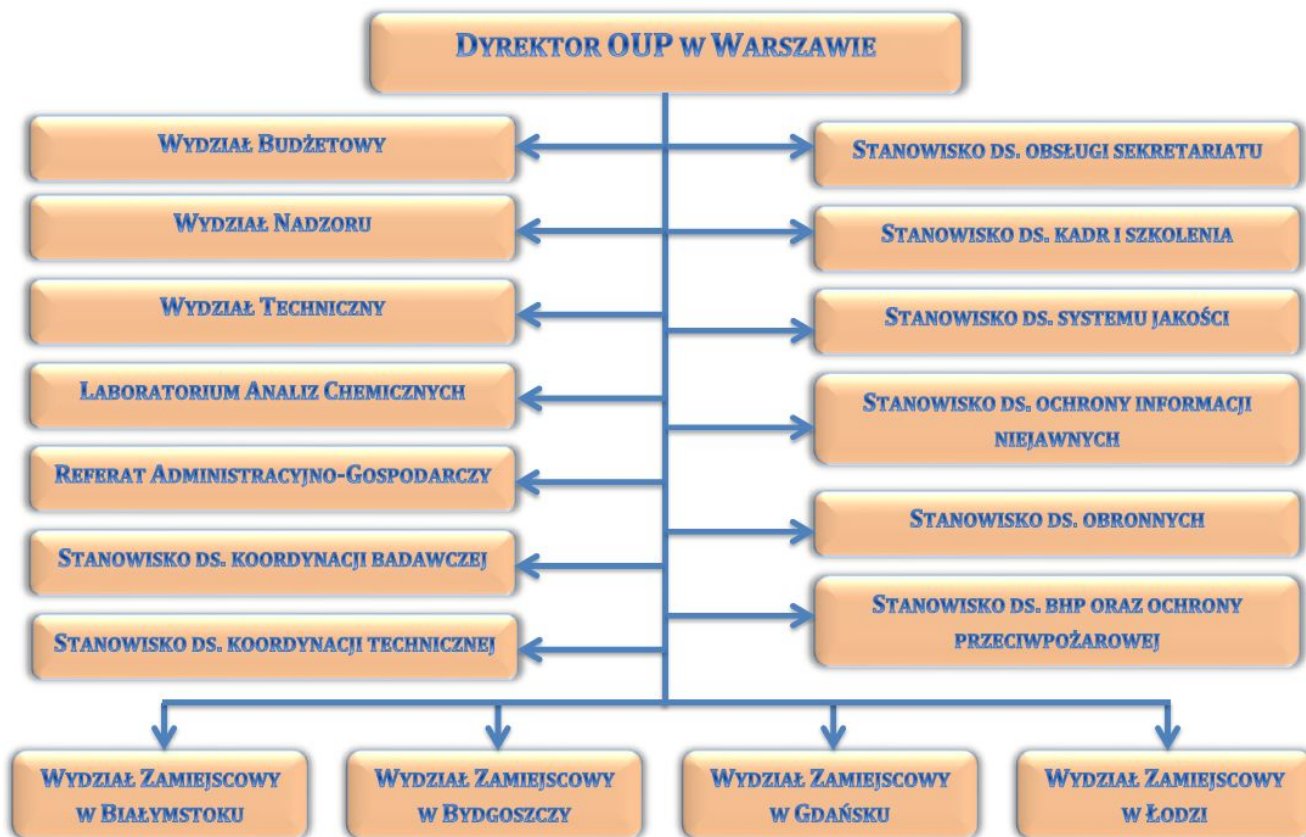 DYREKTOR OUP W WARSZAWIE
WYDZIAŁ BUDŻETOWY
WYDZIAŁ NADZORU
WYDZIAŁ TECHNICZNY
LABORATORIUM ANALIZ CHEMICZNYCH
REFERAT ADMINISTRACYJNO-GOSPODARCZY
STANOWISKO DS. KOORDYNACJI BADAWCZEJ
STANOWISKO DS. KOORDYNACJI TECHNICZNEJ
STANOWISKO DS. OBSŁUGI SEKRETARIATU
STANOWISKO DS. KADR I SZKOLENIA
STANOWISKO DS. SYSTEMU JAKOŚCI
STANOWISKO DS. OCHRONY INFORMACJI
NIEJAWNYCH
STANOWISKO DS. OBRONNYCH
STANOWISKO DS. BHP ORAZ OCHRONY
PRZECIWPOŻAROWEJ
WYDZIAŁ ZAMIEJSCOWY
W BIAŁYMSTOKU
WYDZIAŁ ZAMIEJSCOWY
W BYDGOSZCZY
WYDZIAŁ ZAMIEJSCOWY
W GDAŃSKU
WYDZIAŁ ZAMIEJSCOWY
W ŁODZI